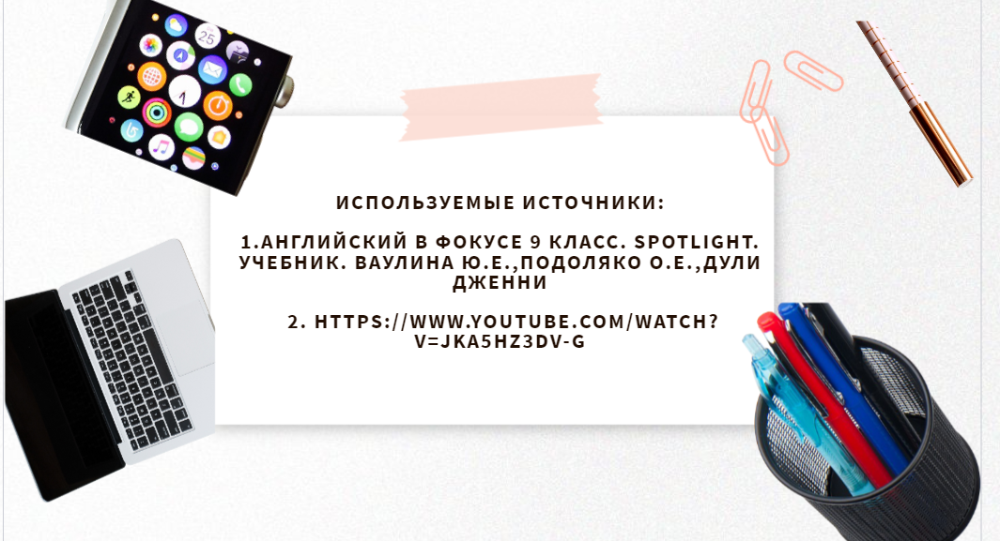 25
ИСПОЛЬЗУЕМЫЕ ИСТОЧНИКИ:
1.АНГЛИЙСКИЙ В ФОКУСЕ 9 КЛАСС. SPOTLIGHT.
УЧЕБНИК. ВАУЛИНА Ю.Е.,ПОДОЛЯКО О.Е.,ДУЛИ
ДЖЕННИ
2. HTTPS://WWW.YOUTUBE.COM/WATCH?
V=JKA5HZ3DV-G